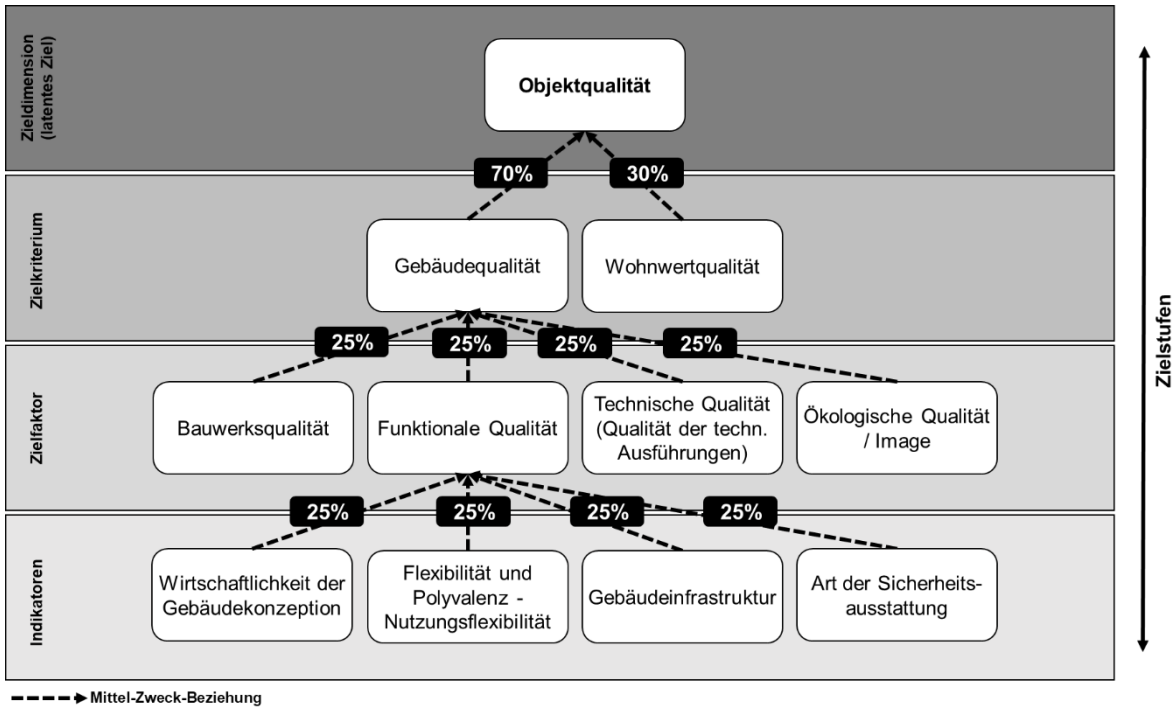 Zieldimension
(latentes Ziel)
Objektqualität
70%
30%
Zielkriterium
Gebäudequalität
Wohnwertqualität
25%
25%
25%
25%
Zielfaktor
Bauwerksqualität
Funktionale Qualität
Technische Qualität
(Qualität der techn.
Ausführungen)
Ökologische Qualität
/ Image
25%
25%
25%
25%
Indikatoren
Wirtschaftlichkeit der
Gebäudekonzeption
Flexibilität und
Polyvalenz -
Nutzungsflexibilität
Gebäudeinfrastruktur
Art der Sicherheits-
ausstattung
Zielstufen
Mittel-Zweck-Beziehung